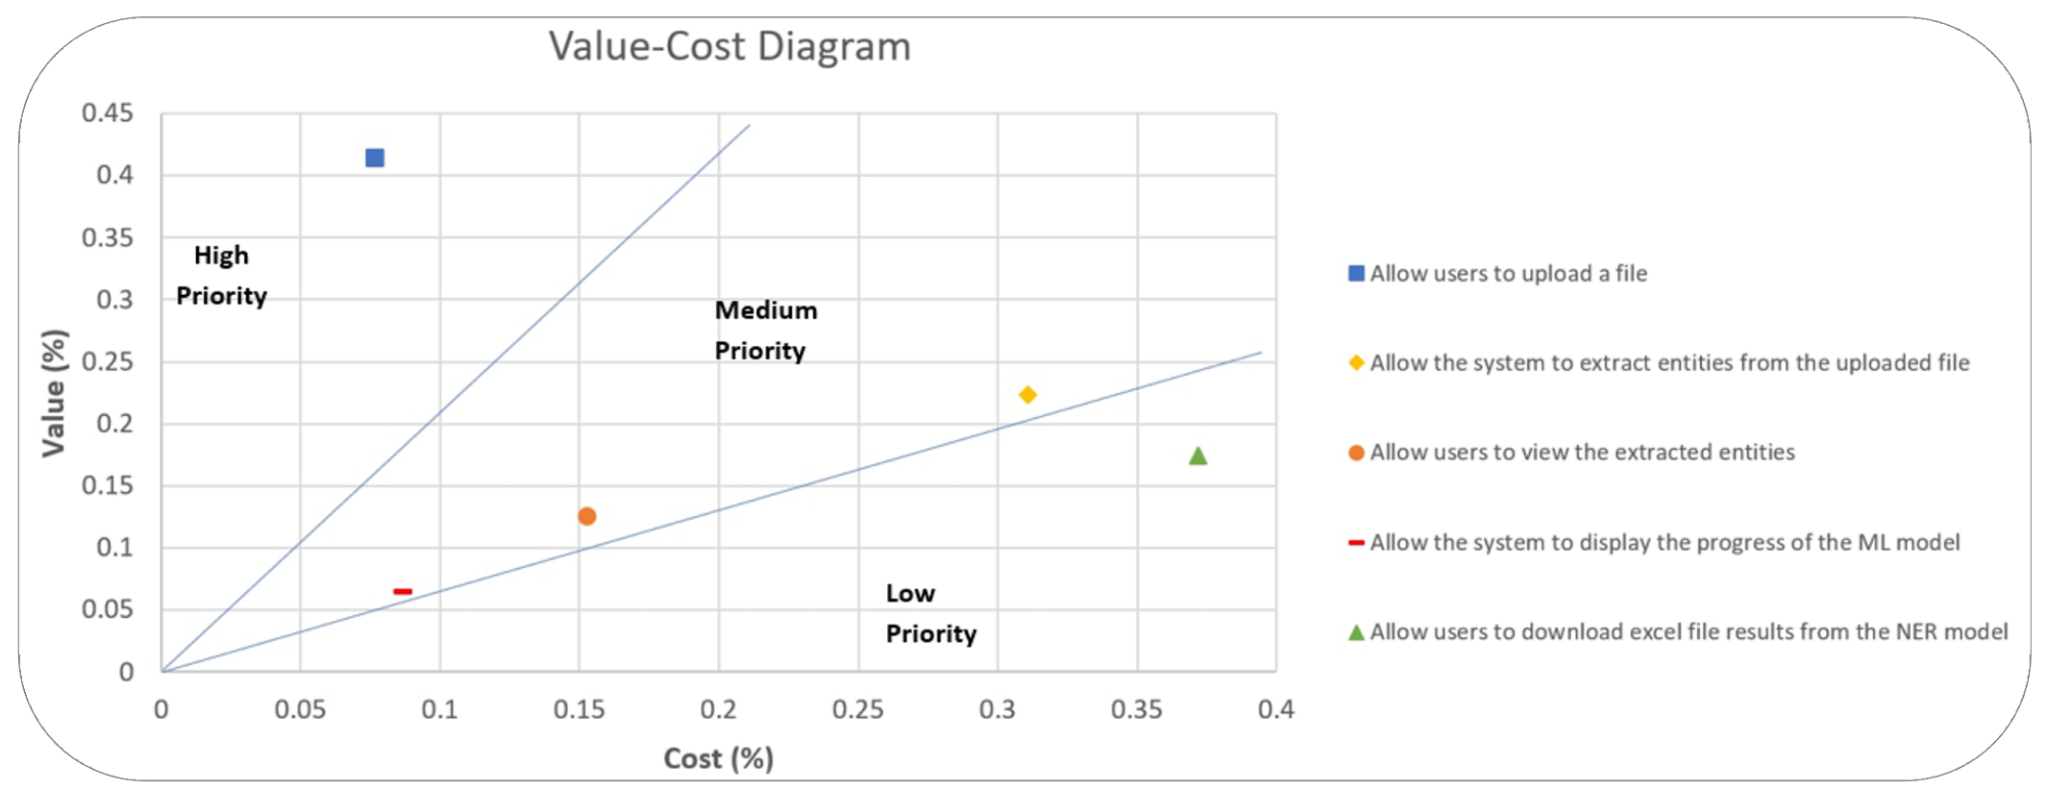 Value-Cost Diagram
0.45
0.4
0.35
0.3
0.25
0.2
0.15
0.1
0.05
0
Value (%)
High
Priority
Medium
Priority
Low
Priority
0 0.05 0.1 0.15 0.2 0.25 0.3 0.35 0.4
Cost (%)
Allow users to upload a file
Allow the system to extract entities from the uploaded file
Allow users to view the extracted entities
Allow the system to display the progress of the ML model
Allow users to download excel file results from the NER model